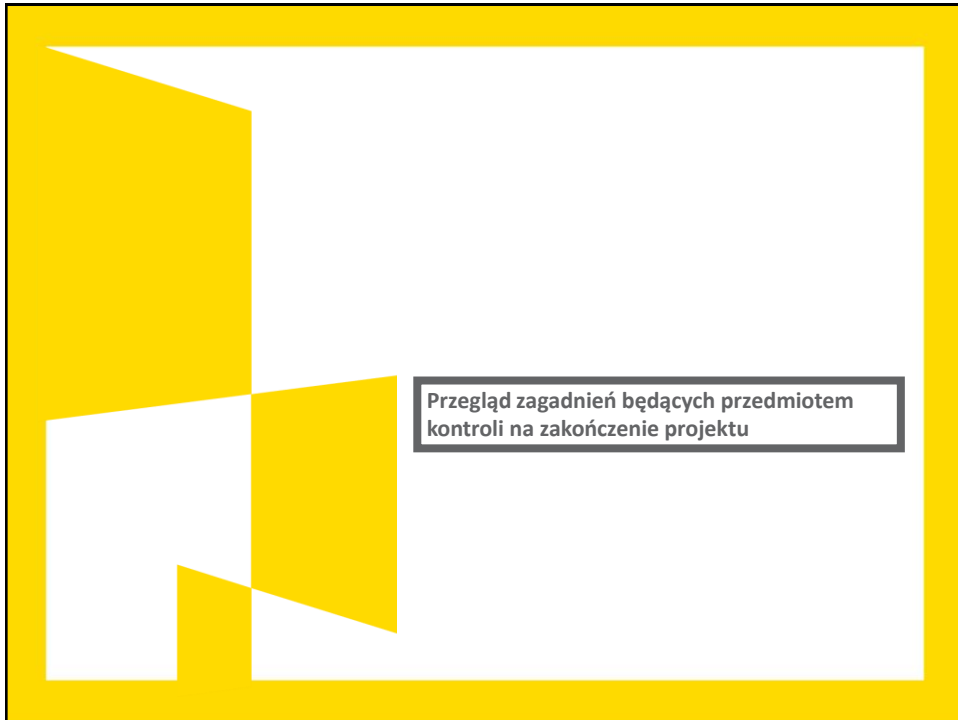 Przegląd zagadnień będących przedmiotem
kontroli na zakończenie projektu